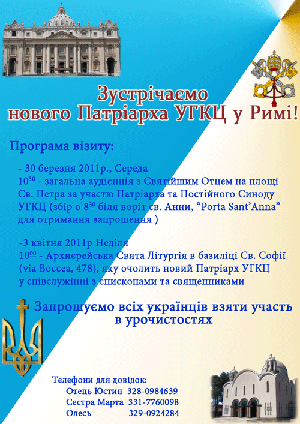 Зустрічаємо
нового Патріарха УГКЦ у Римі!
Програма візиту:
- 30 березня 2011р., Середа
10³⁰ – загальна аудієнція з Святішим Отцем на площі
Св. Петра за участю Патріарха та Постійного Синоду
УГКЦ (збір о 8³⁰ біля воріт св. Анни, "Porta Sant'Anna"
для отримання запрошення )
-3 квітня 2011р Неділя
10⁰⁰ - Архиєрейська Свята Літургія в базиліці Св. Софії
(via Boccea, 478), яку очолить новий Патріарх УГКЦ
у співслужінні з єпископами та священниками
Запрошуємо всіх українців взяти участь
в урочистостях
Телефони для довідок:
Отець Юстин 328-0984639
Сестра Марта 331-7760098
Олесь 329-0924284